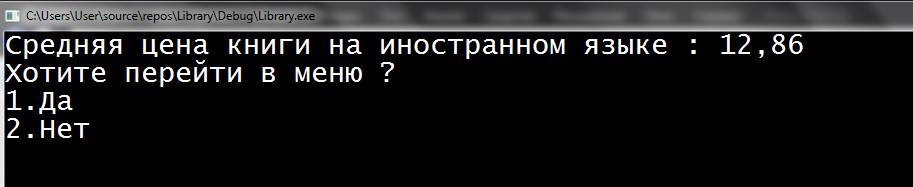 C:\Users\User\source\repos\Library\Debug\Library.exe
Средняя цена книги на иностранном языке : 12,86
Хотите перейти в меню ?
1.Да
2.Нет